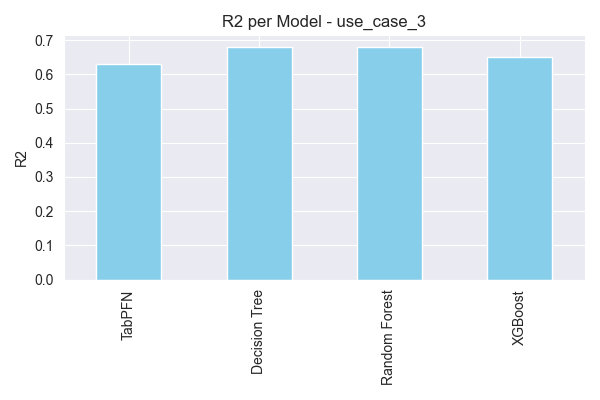 R2 per Model - use_case_3
R2
0.7
0.6
0.5
0.4
0.3
0.2
0.1
0.0
TabPFN
Decision Tree
Random Forest
XGBoost